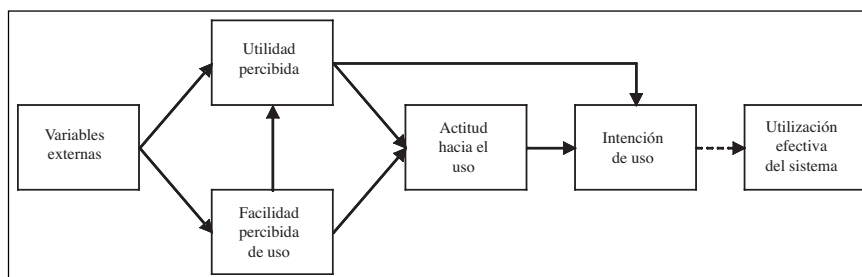 Utilidad
percibida
Variables
externas
Facilidad
percibida
de uso
Actitud
hacia el
uso
Intención
de uso
Utilización
efectiva
del sistema